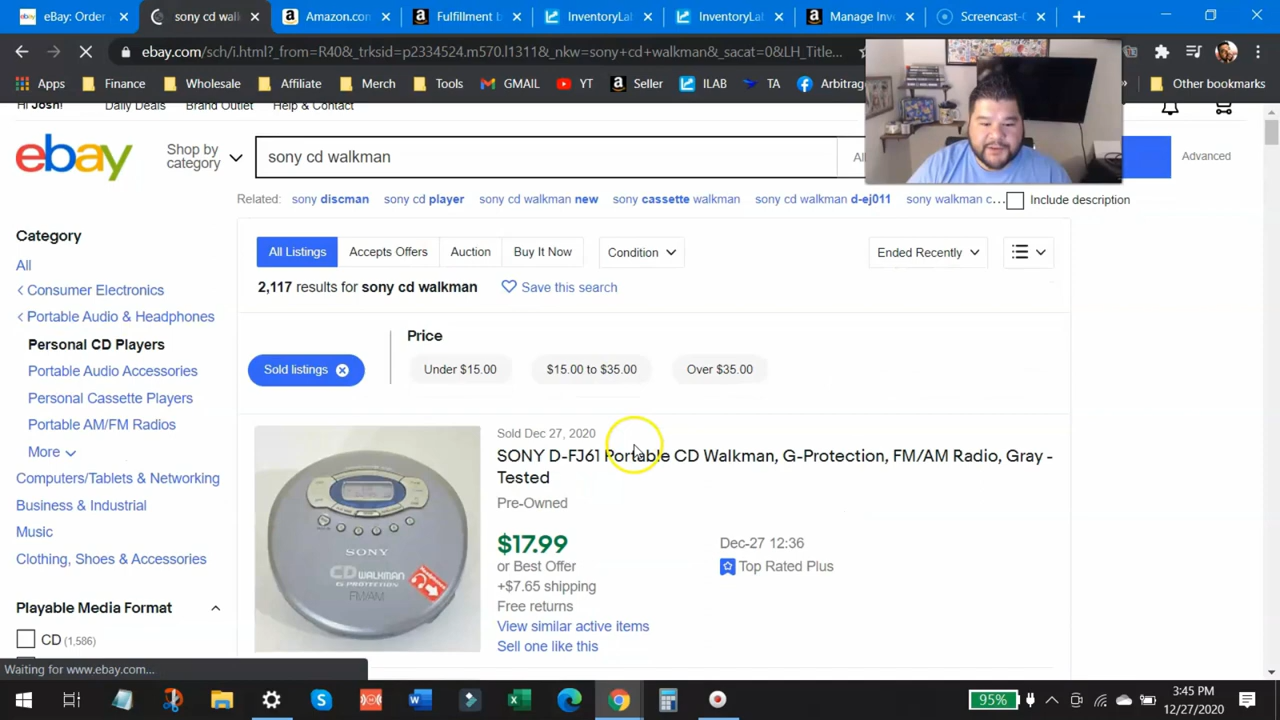 eBay: Order
sony cd walk
Amazon.com
Fulfillment b
InventoryLab
InventoryLab
Manage Inv
Screencast-O
ebay.com/sch/i.html?_from=R40&_trksid=p2334524.m570.l1311&_nkw=sony+cd+walkman&_sacat=0&LH_Title...
Apps
Finance
Wholesale
Affiliate
Merch
Tools
GMAIL
YT
Seller
ILAB
TA
Arbitrag
»
Other bookmarks
Hi Josh!
Daily Deals
Brand Outlet
Help & Contact
ebay
Shop by category
sony cd walkman
Al
Advanced
Related: sony discman sony cd player sony cd walkman new sony cassette walkman sony cd walkman d-ej011 sony walkman c...
Include description
Category
All Listings
Accepts Offers
Auction
Buy It Now
Condition
Ended Recently
All
2,117 results for sony cd walkman
Save this search
Consumer Electronics
Portable Audio & Headphones
Price
Personal CD Players
Sold listings
Under $15.00
$15.00 to $35.00
Over $35.00
Portable Audio Accessories
Personal Cassette Players
Portable AM/FM Radios
More
Computers/Tablets & Networking
Business & Industrial
Music
Clothing, Shoes & Accessories
Playable Media Format
CD (1,586)
Sold Dec 27, 2020
SONY D-FJ61 Portable CD Walkman, G-Protection, FM/AM Radio, Gray -
Tested
Pre-Owned
$17.99
Dec-27 12:36
or Best Offer
Top Rated Plus
+$7.65 shipping
Free returns
View similar active items
Sell one like this
SONY
CD WALKMAN
G-PROTECTION
FM/AM
Waiting for www.ebay.com...
95%
3:45 PM
12/27/2020